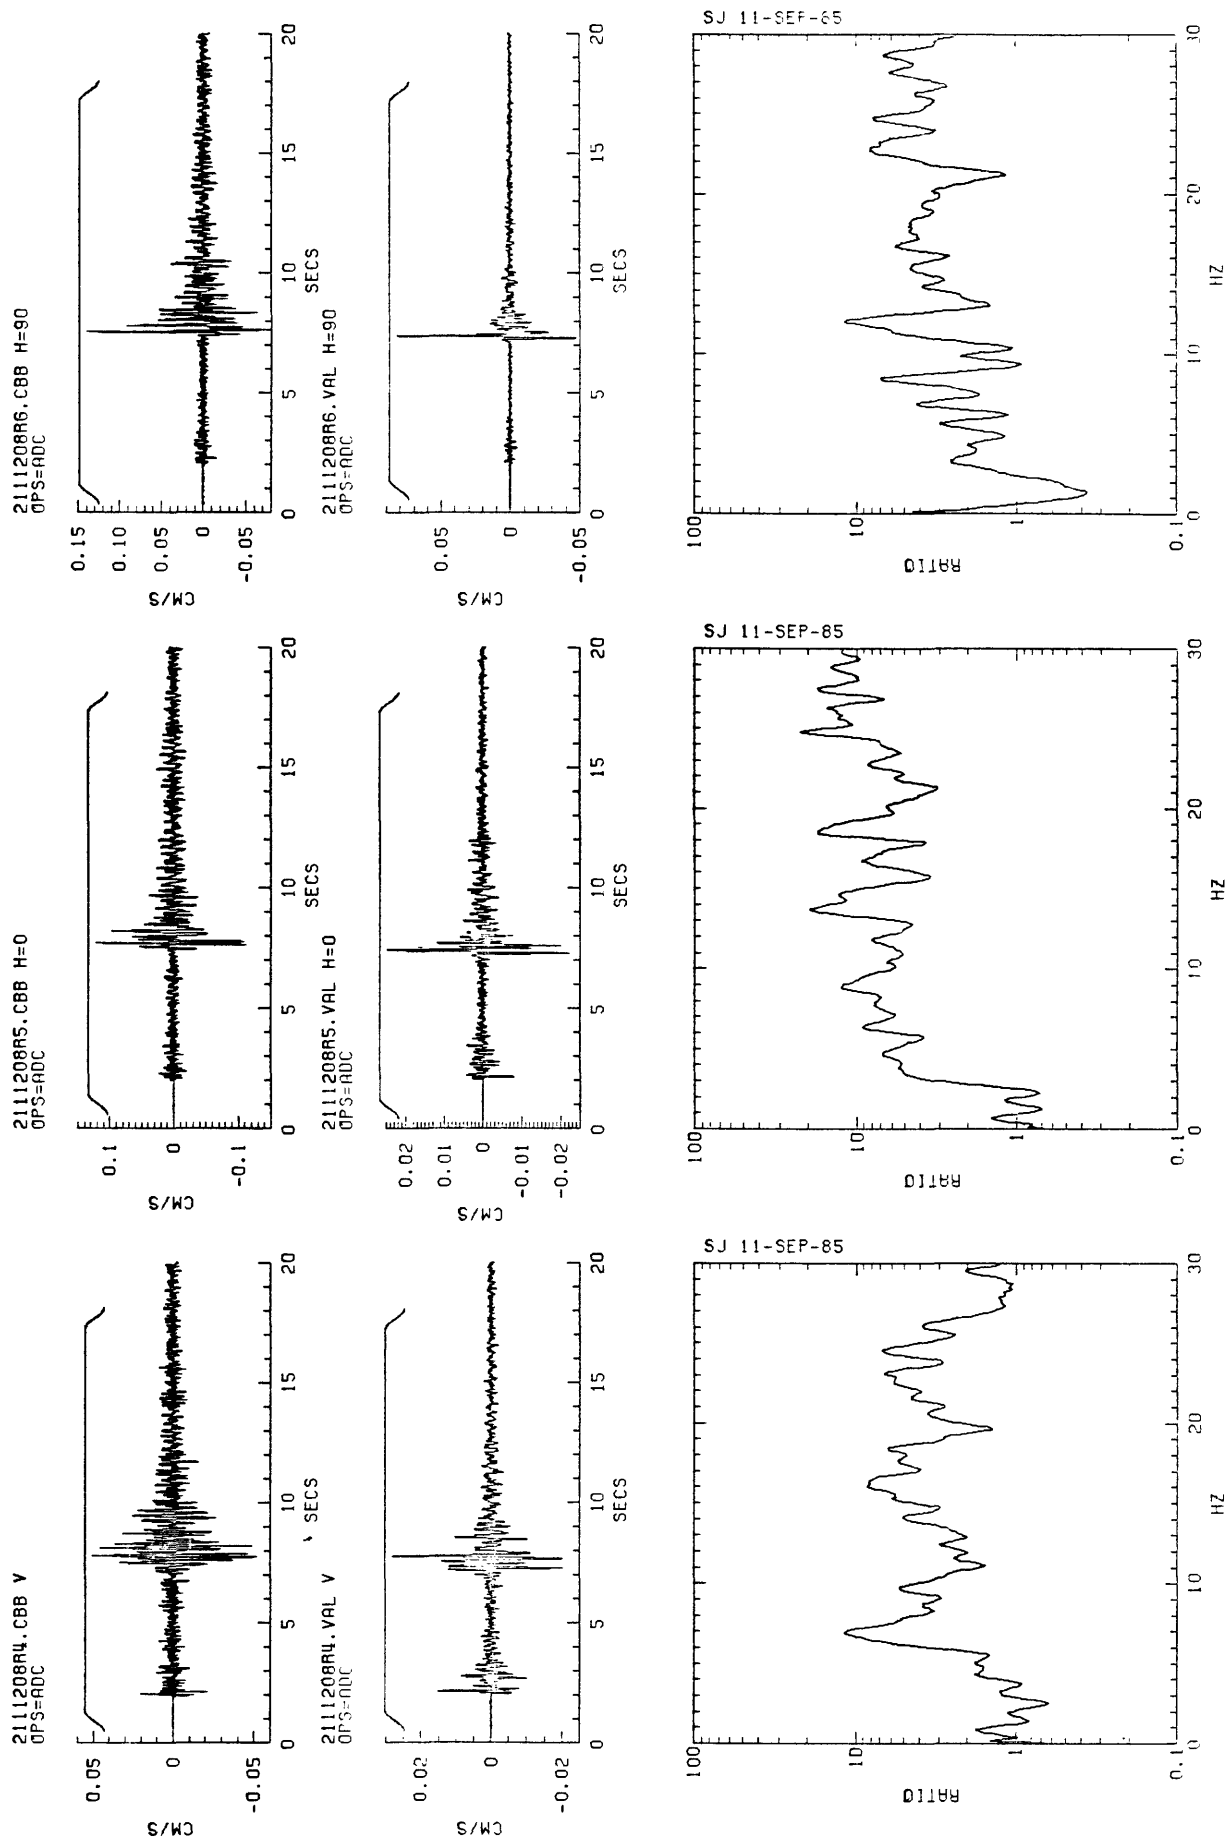 2111208R4.CBB V
OPS=ADC
0.05
0
-0.05
CM/S
0 5 10 15 20
SECS
2111208R4.VAL V
OPS=ADC
0.02
0
-0.02
CM/S
0 5 10 15 20
SECS
SJ 11-SEP-85
100
10
1
0.1
RATIO
0 10 20 30
HZ
2111208R5.CBB H=0
OPS=ADC
0.1
0
-0.1
CM/S
0 5 10 15 20
SECS
2111208R5.VAL H=0
OPS=ADC
0.02
0.01
0
-0.01
-0.02
CM/S
0 5 10 15 20
SECS
SJ 11-SEP-85
100
10
1
0.1
RATIO
0 10 20 30
HZ
2111208R6.CBB H=90
OPS=ADC
0.15
0.10
0.05
0
-0.05
CM/S
0 5 10 15 20
SECS
2111208R6.VAL H=90
OPS=ADC
0.05
0
-0.05
CM/S
0 5 10 15 20
SECS
SJ 11-SEP-85
100
10
1
0.1
RATIO
0 10 20 30
HZ